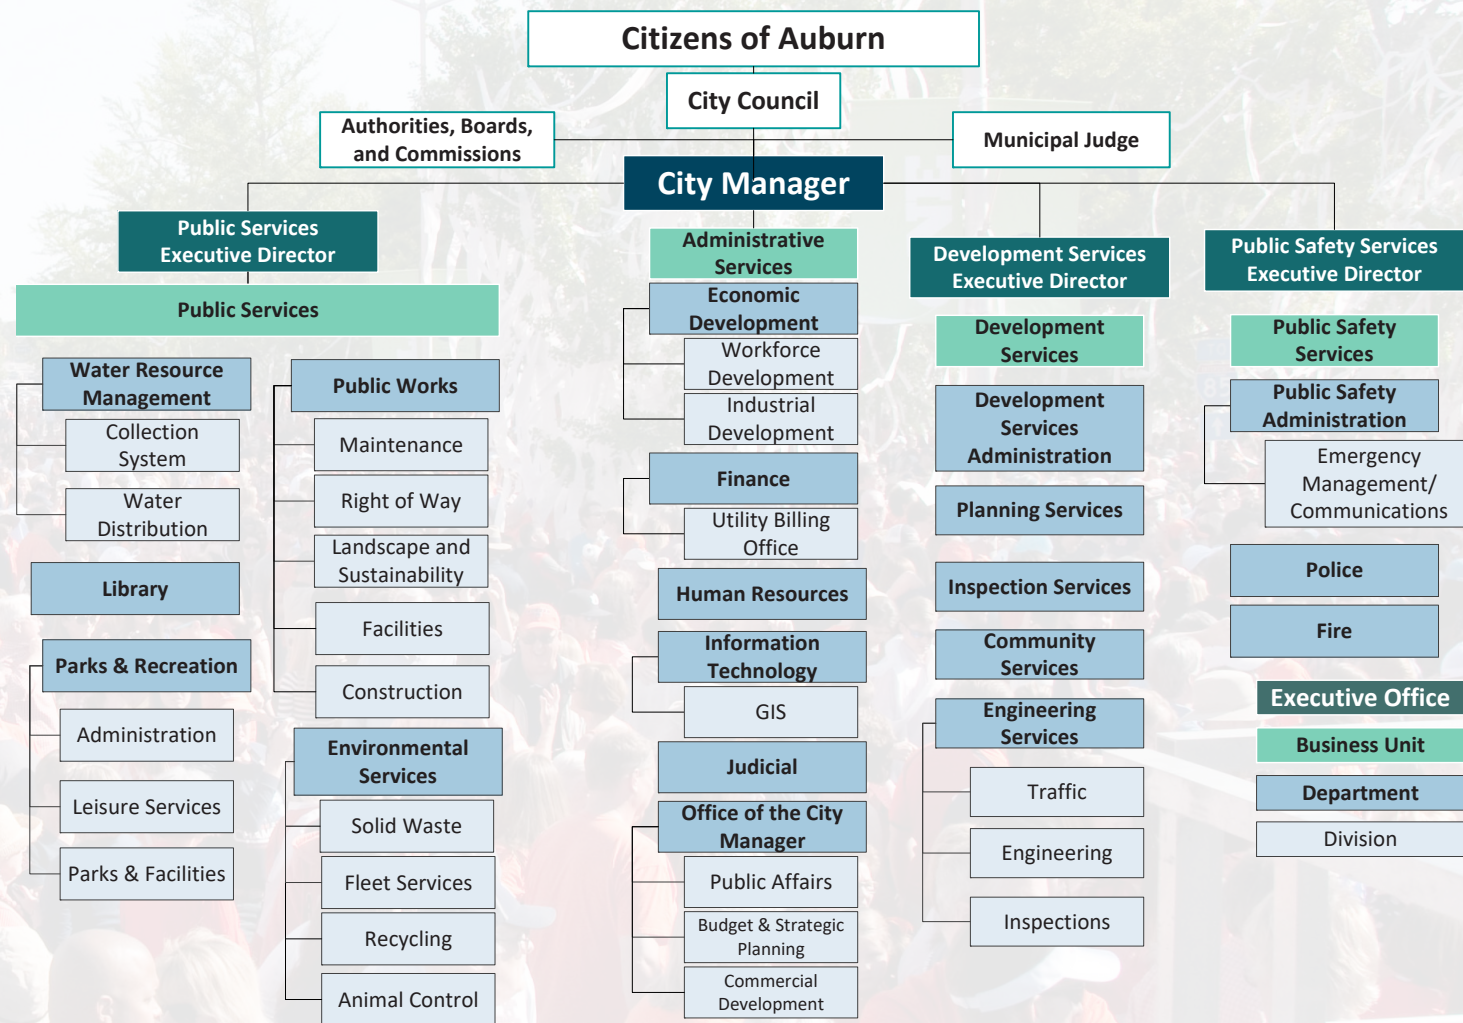 Citizens of Auburn
City Council
Authorities, Boards,
and Commissions
Municipal Judge
City Manager
Public Services
Executive Director
Public Services
Water Resource
Management
Collection
System
Water
Distribution
Library
Parks & Recreation
Administration
Leisure Services
Parks & Facilities
Public Works
Maintenance
Right of Way
Landscape and
Sustainability
Facilities
Construction
Environmental
Services
Solid Waste
Fleet Services
Recycling
Animal Control
Administrative
Services
Economic
Development
Workforce
Development
Industrial
Development
Finance
Utility Billing
Office
Human Resources
Information
Technology
GIS
Judicial
Office of the City
Manager
Public Affairs
Budget & Strategic
Planning
Commercial
Development
Development Services
Executive Director
Development
Services
Development
Services
Administration
Planning Services
Inspection Services
Community
Services
Engineering
Services
Traffic
Engineering
Inspections
Public Safety Services
Executive Director
Public Safety
Services
Public Safety
Administration
Emergency
Management/
Communications
Police
Fire
Executive Office
Business Unit
Department
Division